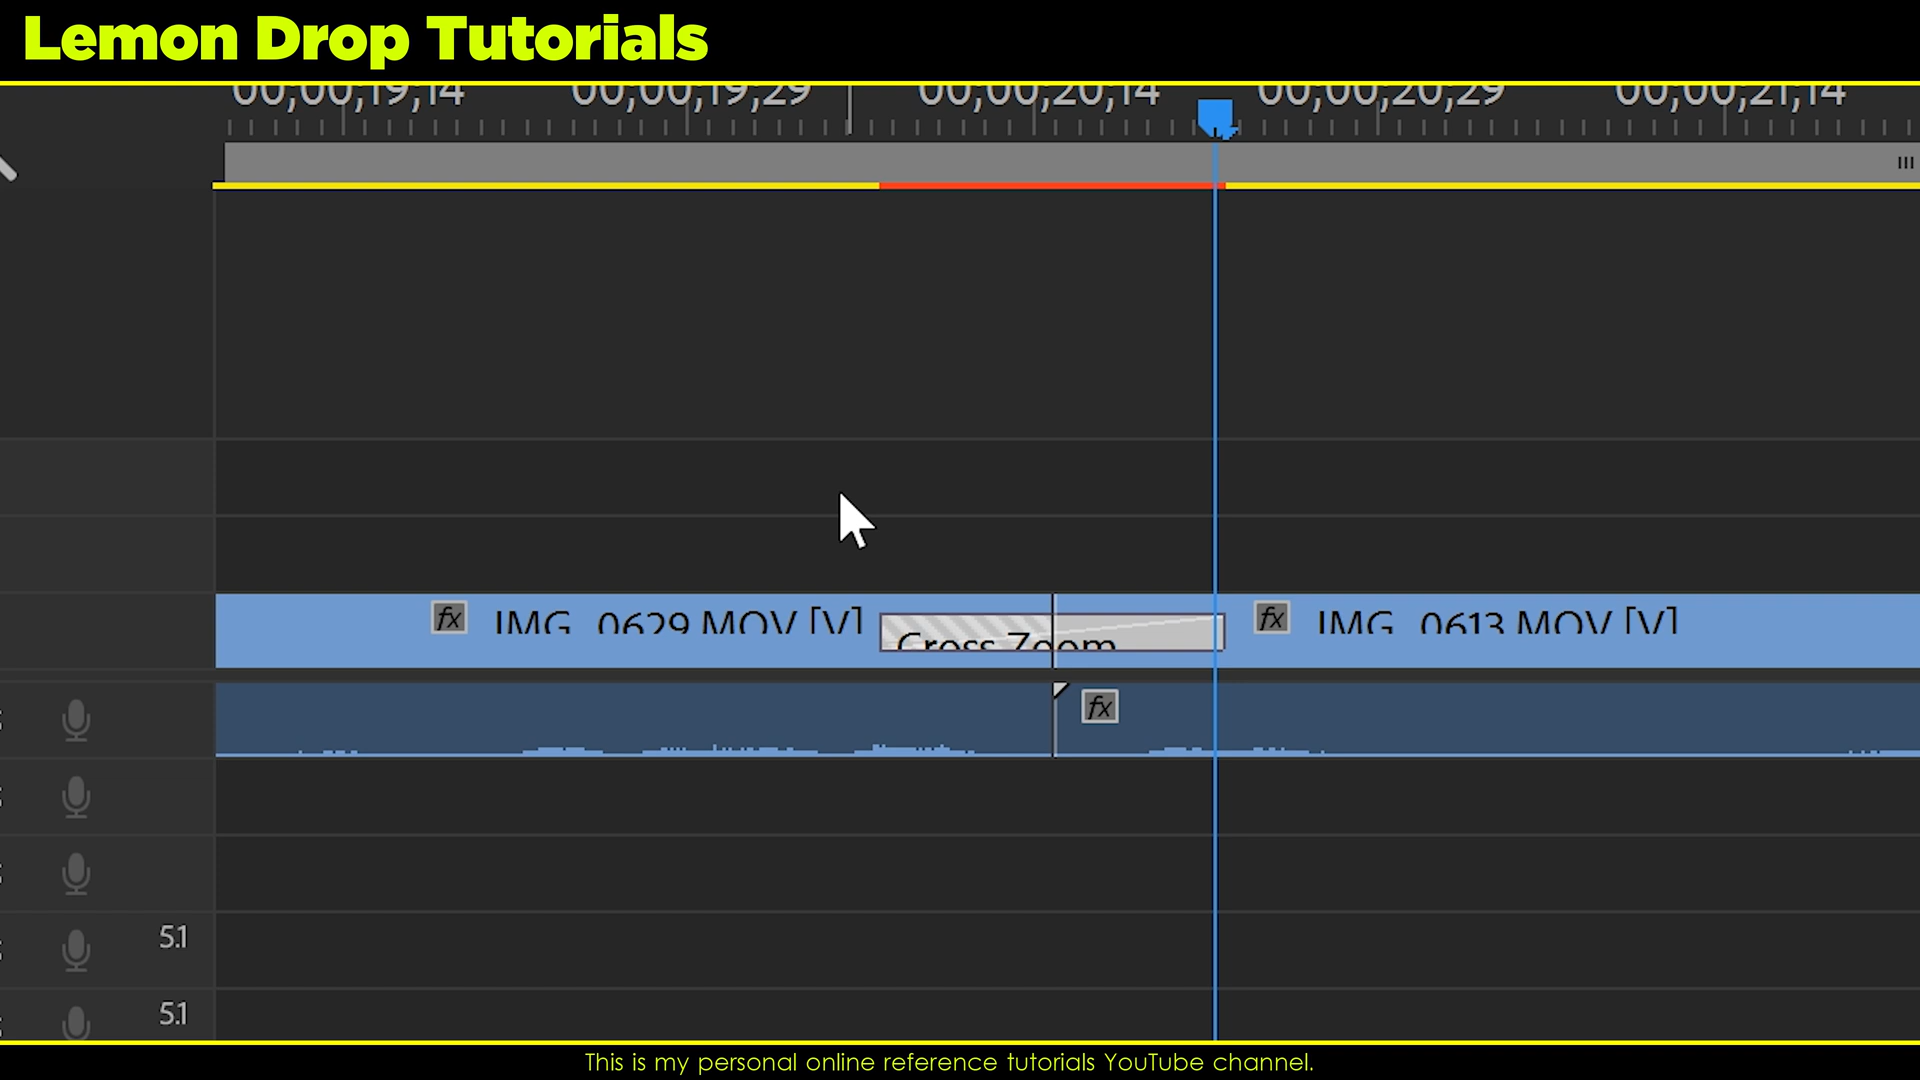 Lemon Drop Tutorials
00;00;19;14 00;00;19;29 00;00;20;14 00;00;20;29 00;00;21;14
fx IMG_0629.MOV [V] Cross Zoom fx IMG_0613.MOV [V]
fx
5.1
5.1
This is my personal online reference tutorials YouTube channel.